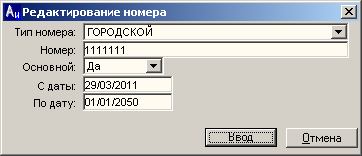 Редактирование номера
Тип номера: ГОРОДСКОЙ
Номер: 1111111
Основной: Да
С даты: 29/03/2011
По дату: 01/01/2050
Ввод Отмена